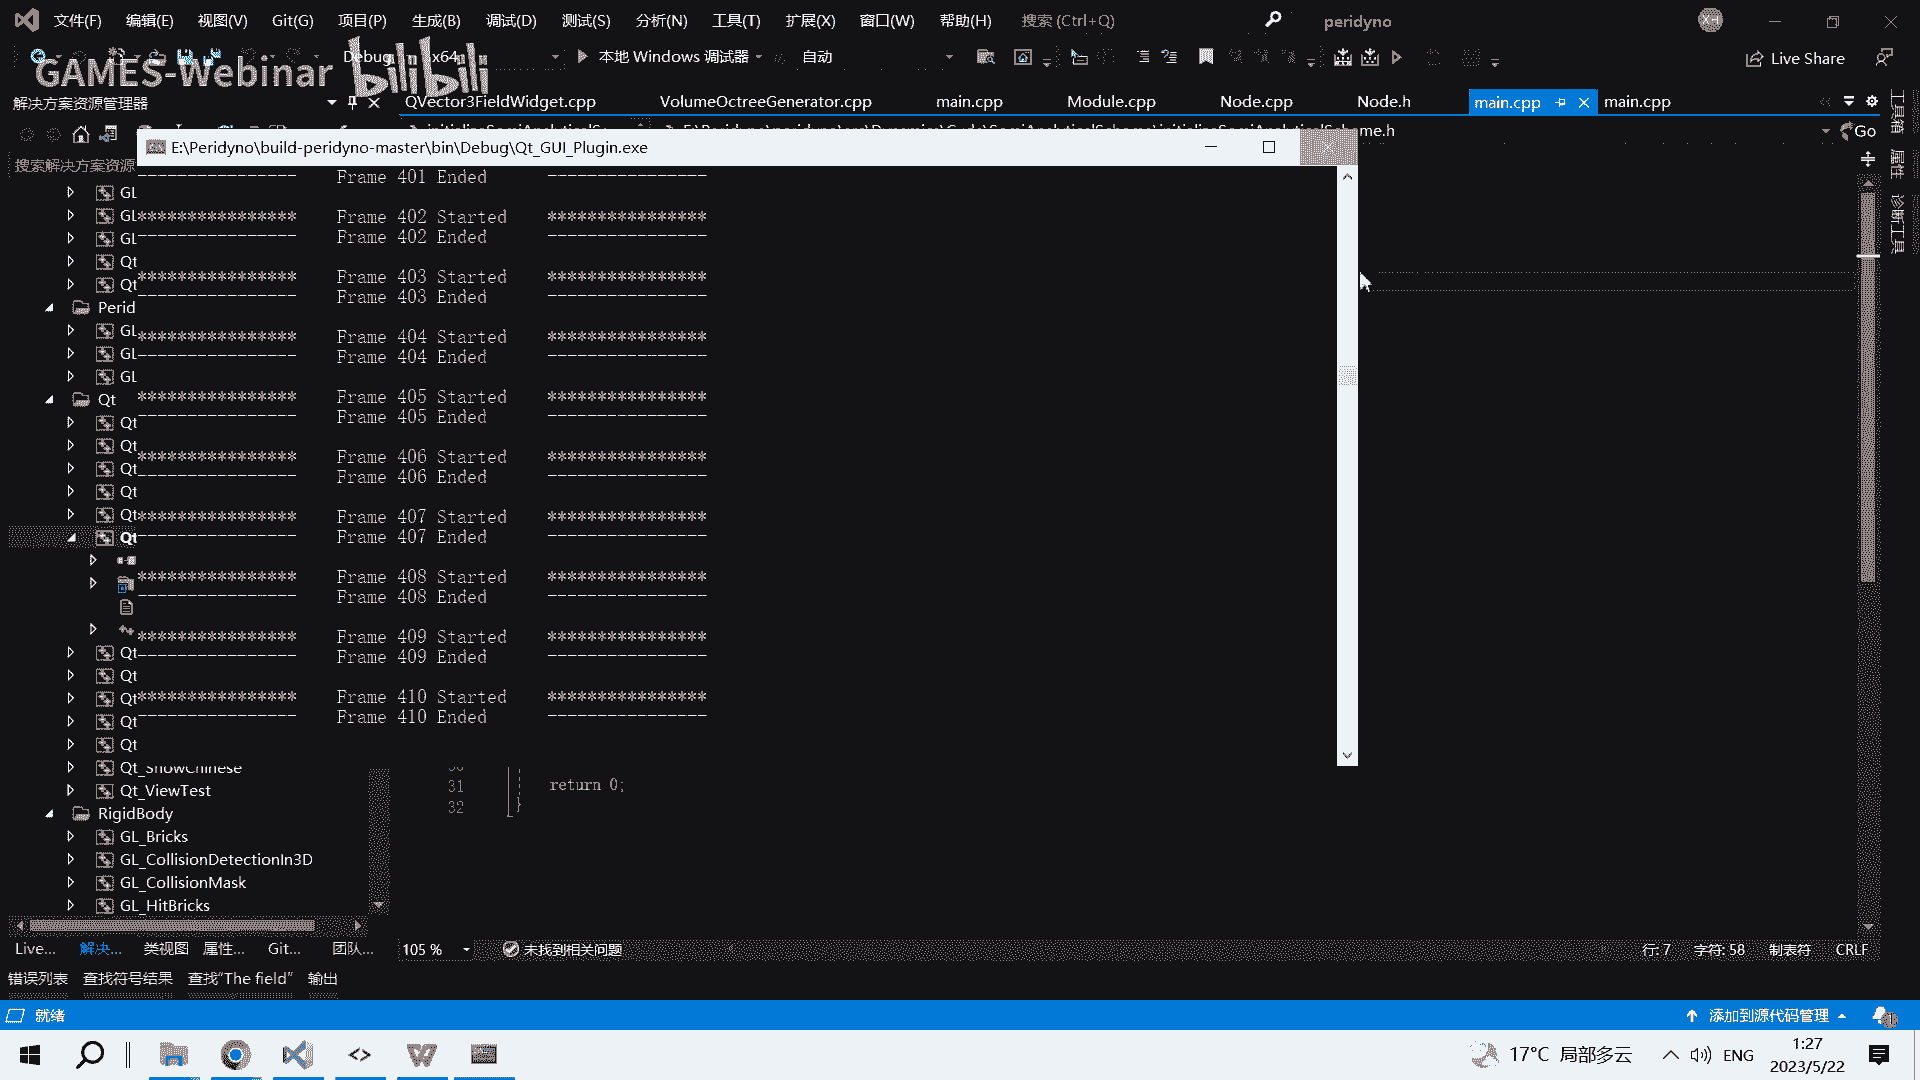 文件(F) 编辑(E) 视图(V) Git(G) 项目(P) 生成(B) 调试(D) 测试(S) 分析(N) 工具(T) 扩展(X) 窗口(W) 帮助(H) 搜索 (Ctrl+Q) peridyno XH
Debug x64 本地 Windows 调试器 自动 Live Share
GAMES-Webinar bilibili
解决方案资源管理器
QVector3FieldWidget.cpp VolumeOctreeGenerator.cpp main.cpp Module.cpp Node.cpp Node.h main.cpp main.cpp
Go
搜索解决方案资源
E:\Peridyno\build-peridyno-master\bin\Debug\Qt_GUI_Plugin.exe
---------------- Frame 401 Ended ----------------
**************** Frame 402 Started ****************
---------------- Frame 402 Ended ----------------
**************** Frame 403 Started ****************
---------------- Frame 403 Ended ----------------
**************** Frame 404 Started ****************
---------------- Frame 404 Ended ----------------
**************** Frame 405 Started ****************
---------------- Frame 405 Ended ----------------
**************** Frame 406 Started ****************
---------------- Frame 406 Ended ----------------
**************** Frame 407 Started ****************
---------------- Frame 407 Ended ----------------
**************** Frame 408 Started ****************
---------------- Frame 408 Ended ----------------
**************** Frame 409 Started ****************
---------------- Frame 409 Ended ----------------
**************** Frame 410 Started ****************
---------------- Frame 410 Ended ----------------
GL
GL
GL
Qt
Qt
Perid
GL
GL
GL
Qt
Qt
Qt
Qt
Qt
Qt
Qt
Qt
Qt
Qt
Qt
Qt
Qt_ShowChinese
Qt_ViewTest
RigidBody
GL_Bricks
GL_CollisionDetectionIn3D
GL_CollisionMask
GL_HitBricks
31 return 0;
32 }
工具箱
属性
诊断工具
Live... 解决... 类视图 属性... Git... 团队...
105 % 未找到相关问题 行: 7 字符: 58 制表符 CRLF
错误列表 查找符号结果 查找"The field" 输出
就绪 添加到源代码管理
17°C 局部多云 ENG 1:27
2023/5/22